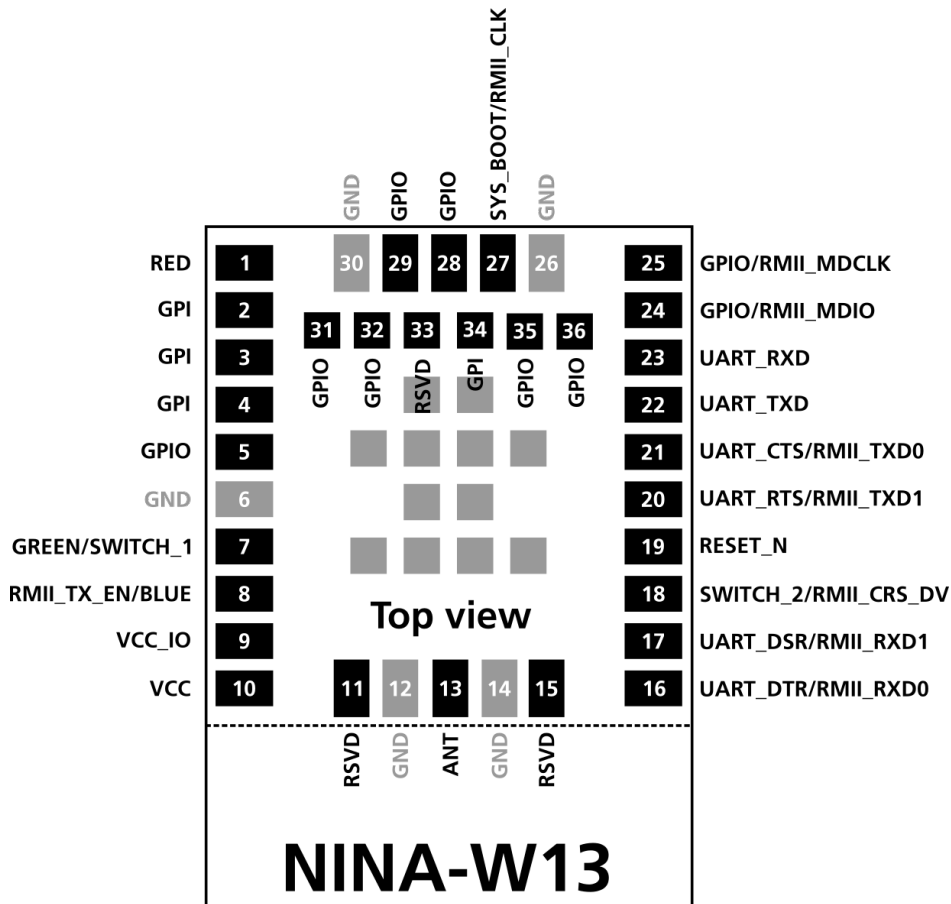 SYS_BOOT/RMII_CLK
GND GPIO GPIO GND
30 29 28 27 26
RED 1 25 GPIO/RMII_MDCLK
GPI 2 24 GPIO/RMII_MDIO
31 32 33 34 35 36
GPI 3 23 UART_RXD
GPIO GPIO RSVD GPI GPIO GPIO
GPI 4 22 UART_TXD
GPIO 5 21 UART_CTS/RMII_TXD0
GND 6 20 UART_RTS/RMII_TXD1
GREEN/SWITCH_1 7 19 RESET_N
RMII_TX_EN/BLUE 8 18 SWITCH_2/RMII_CRS_DV
Top view
VCC_IO 9 17 UART_DSR/RMII_RXD1
VCC 10 16 UART_DTR/RMII_RXD0
11 12 13 14 15
RSVD GND ANT GND RSVD
NINA-W13